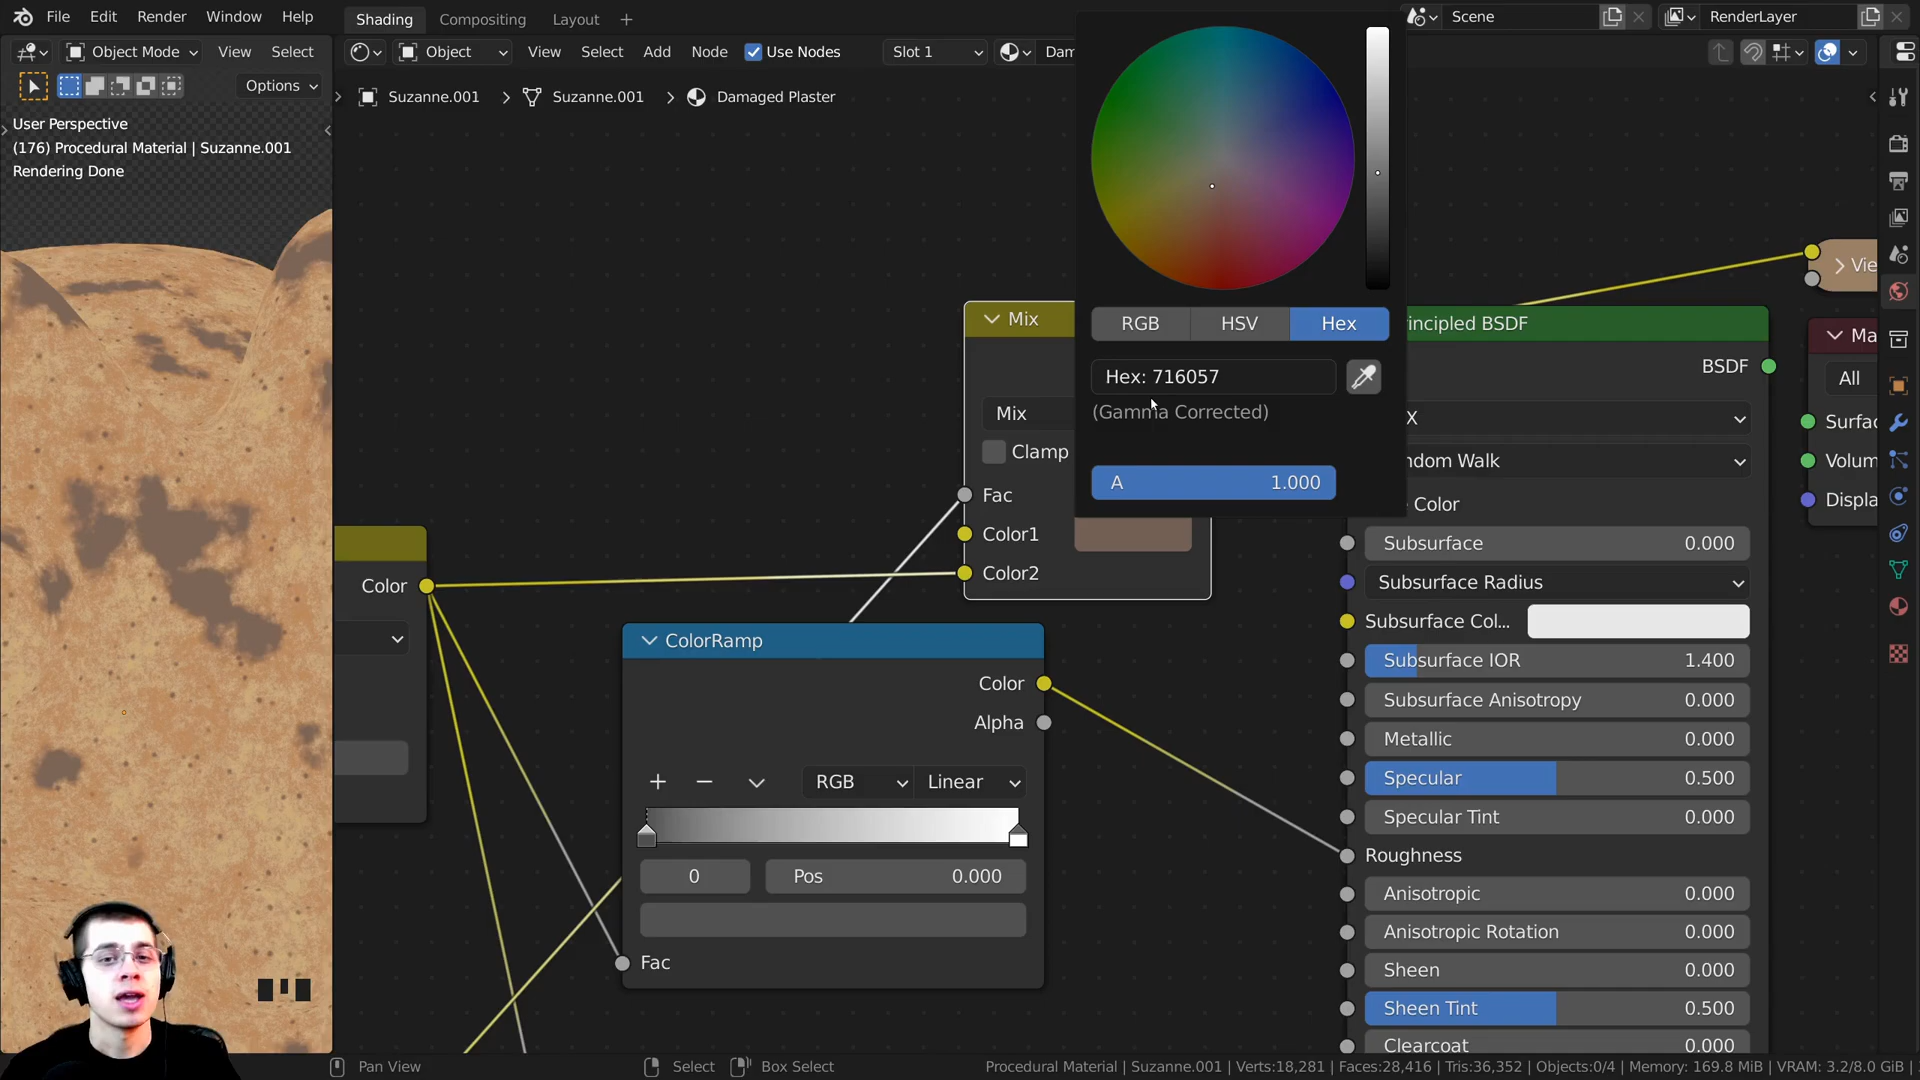 File Edit Render Window Help Shading Compositing Layout + Scene RenderLayer
Object Mode View Select Object View Select Add Node Use Nodes Slot 1 Dam
Options
Suzanne.001 > Suzanne.001 > Damaged Plaster
User Perspective
(176) Procedural Material | Suzanne.001
Rendering Done
RGB HSV Hex
Hex: 716057
(Gamma Corrected)
A 1.000
Mix
Mix
Clamp
Fac
Color1
Color2
Color
ColorRamp
Color
Alpha
+ − RGB Linear
0 Pos 0.000
Fac
rincipled BSDF
BSDF
X
ndom Walk
Color
Subsurface 0.000
Subsurface Radius
Subsurface Col...
Subsurface IOR 1.400
Subsurface Anisotropy 0.000
Metallic 0.000
Specular 0.500
Specular Tint 0.000
Roughness
Anisotropic 0.000
Anisotropic Rotation 0.000
Sheen 0.000
Sheen Tint 0.500
Clearcoat 0.000
Vie
Ma
All
Surfac
Volum
Displa
Pan View Select Box Select Procedural Material | Suzanne.001 | Verts:18,281 | Faces:28,416 | Tris:36,352 | Objects:0/4 | Memory: 169.8 MiB | VRAM: 3.2/8.0 GiB